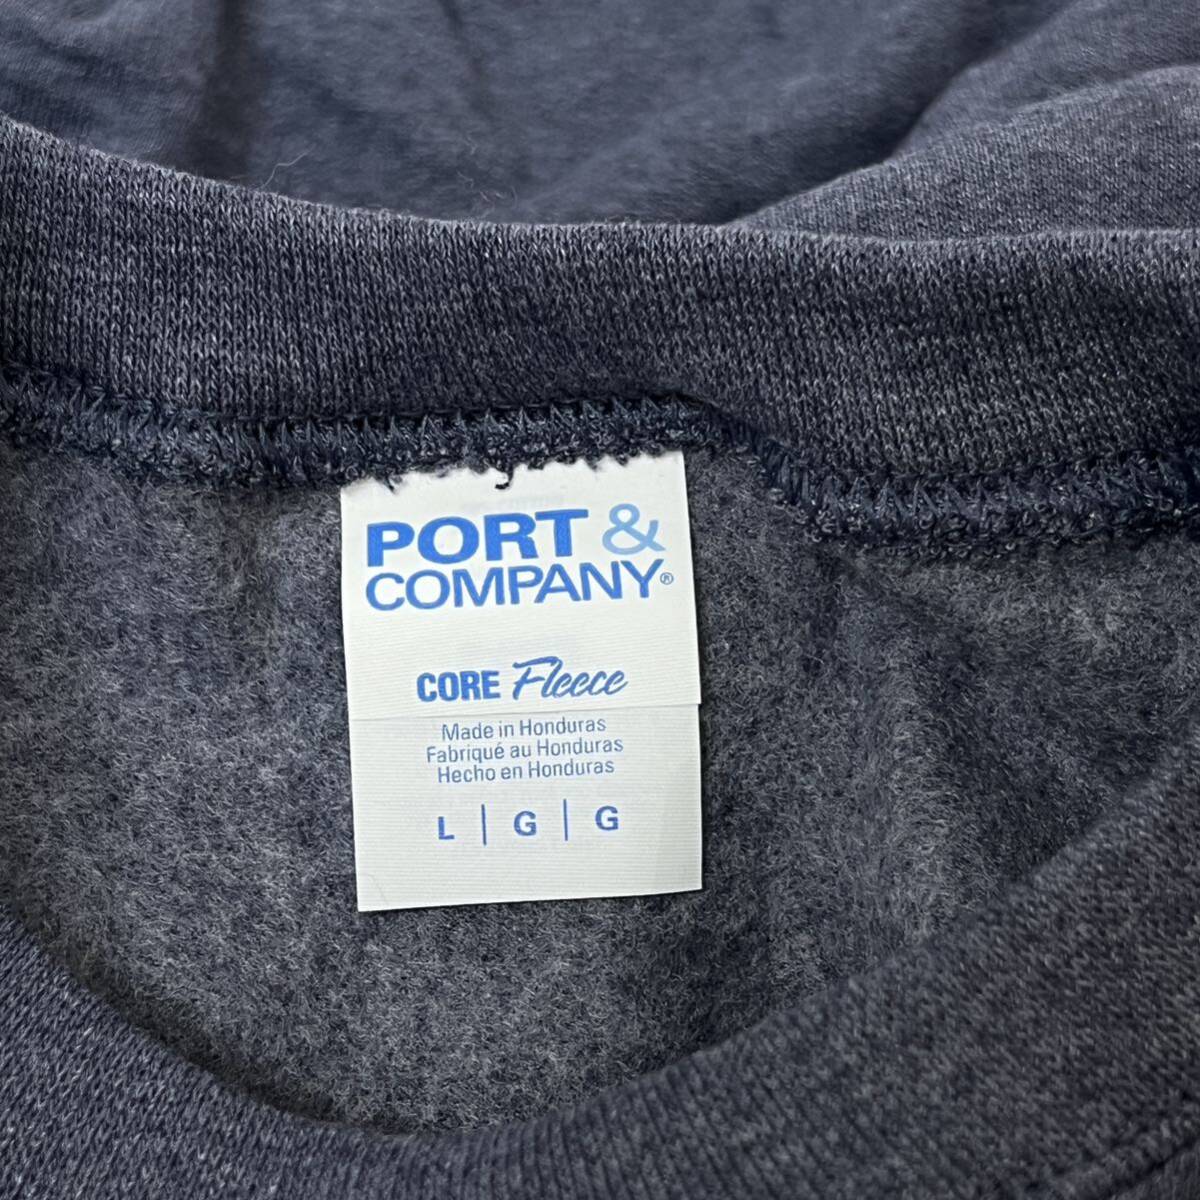 PORT &
COMPANY®
CORE Fleece
Made in Honduras
Fabriqué au Honduras
Hecho en Honduras
L | G | G